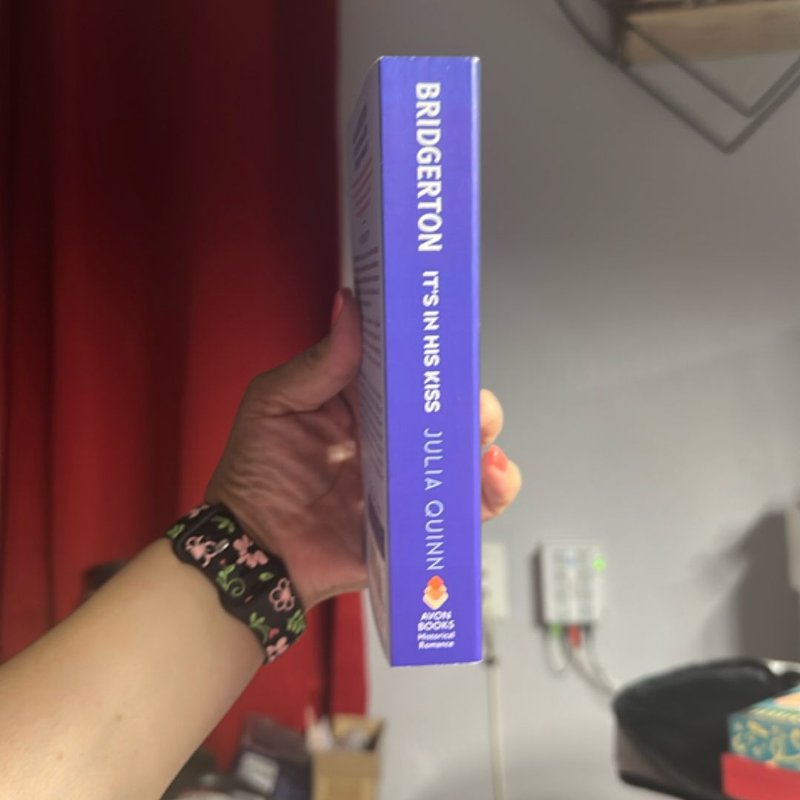 BRIDGERTON
IT'S IN HIS KISS
JULIA QUINN
AVON
BOOKS
Historical
Romance